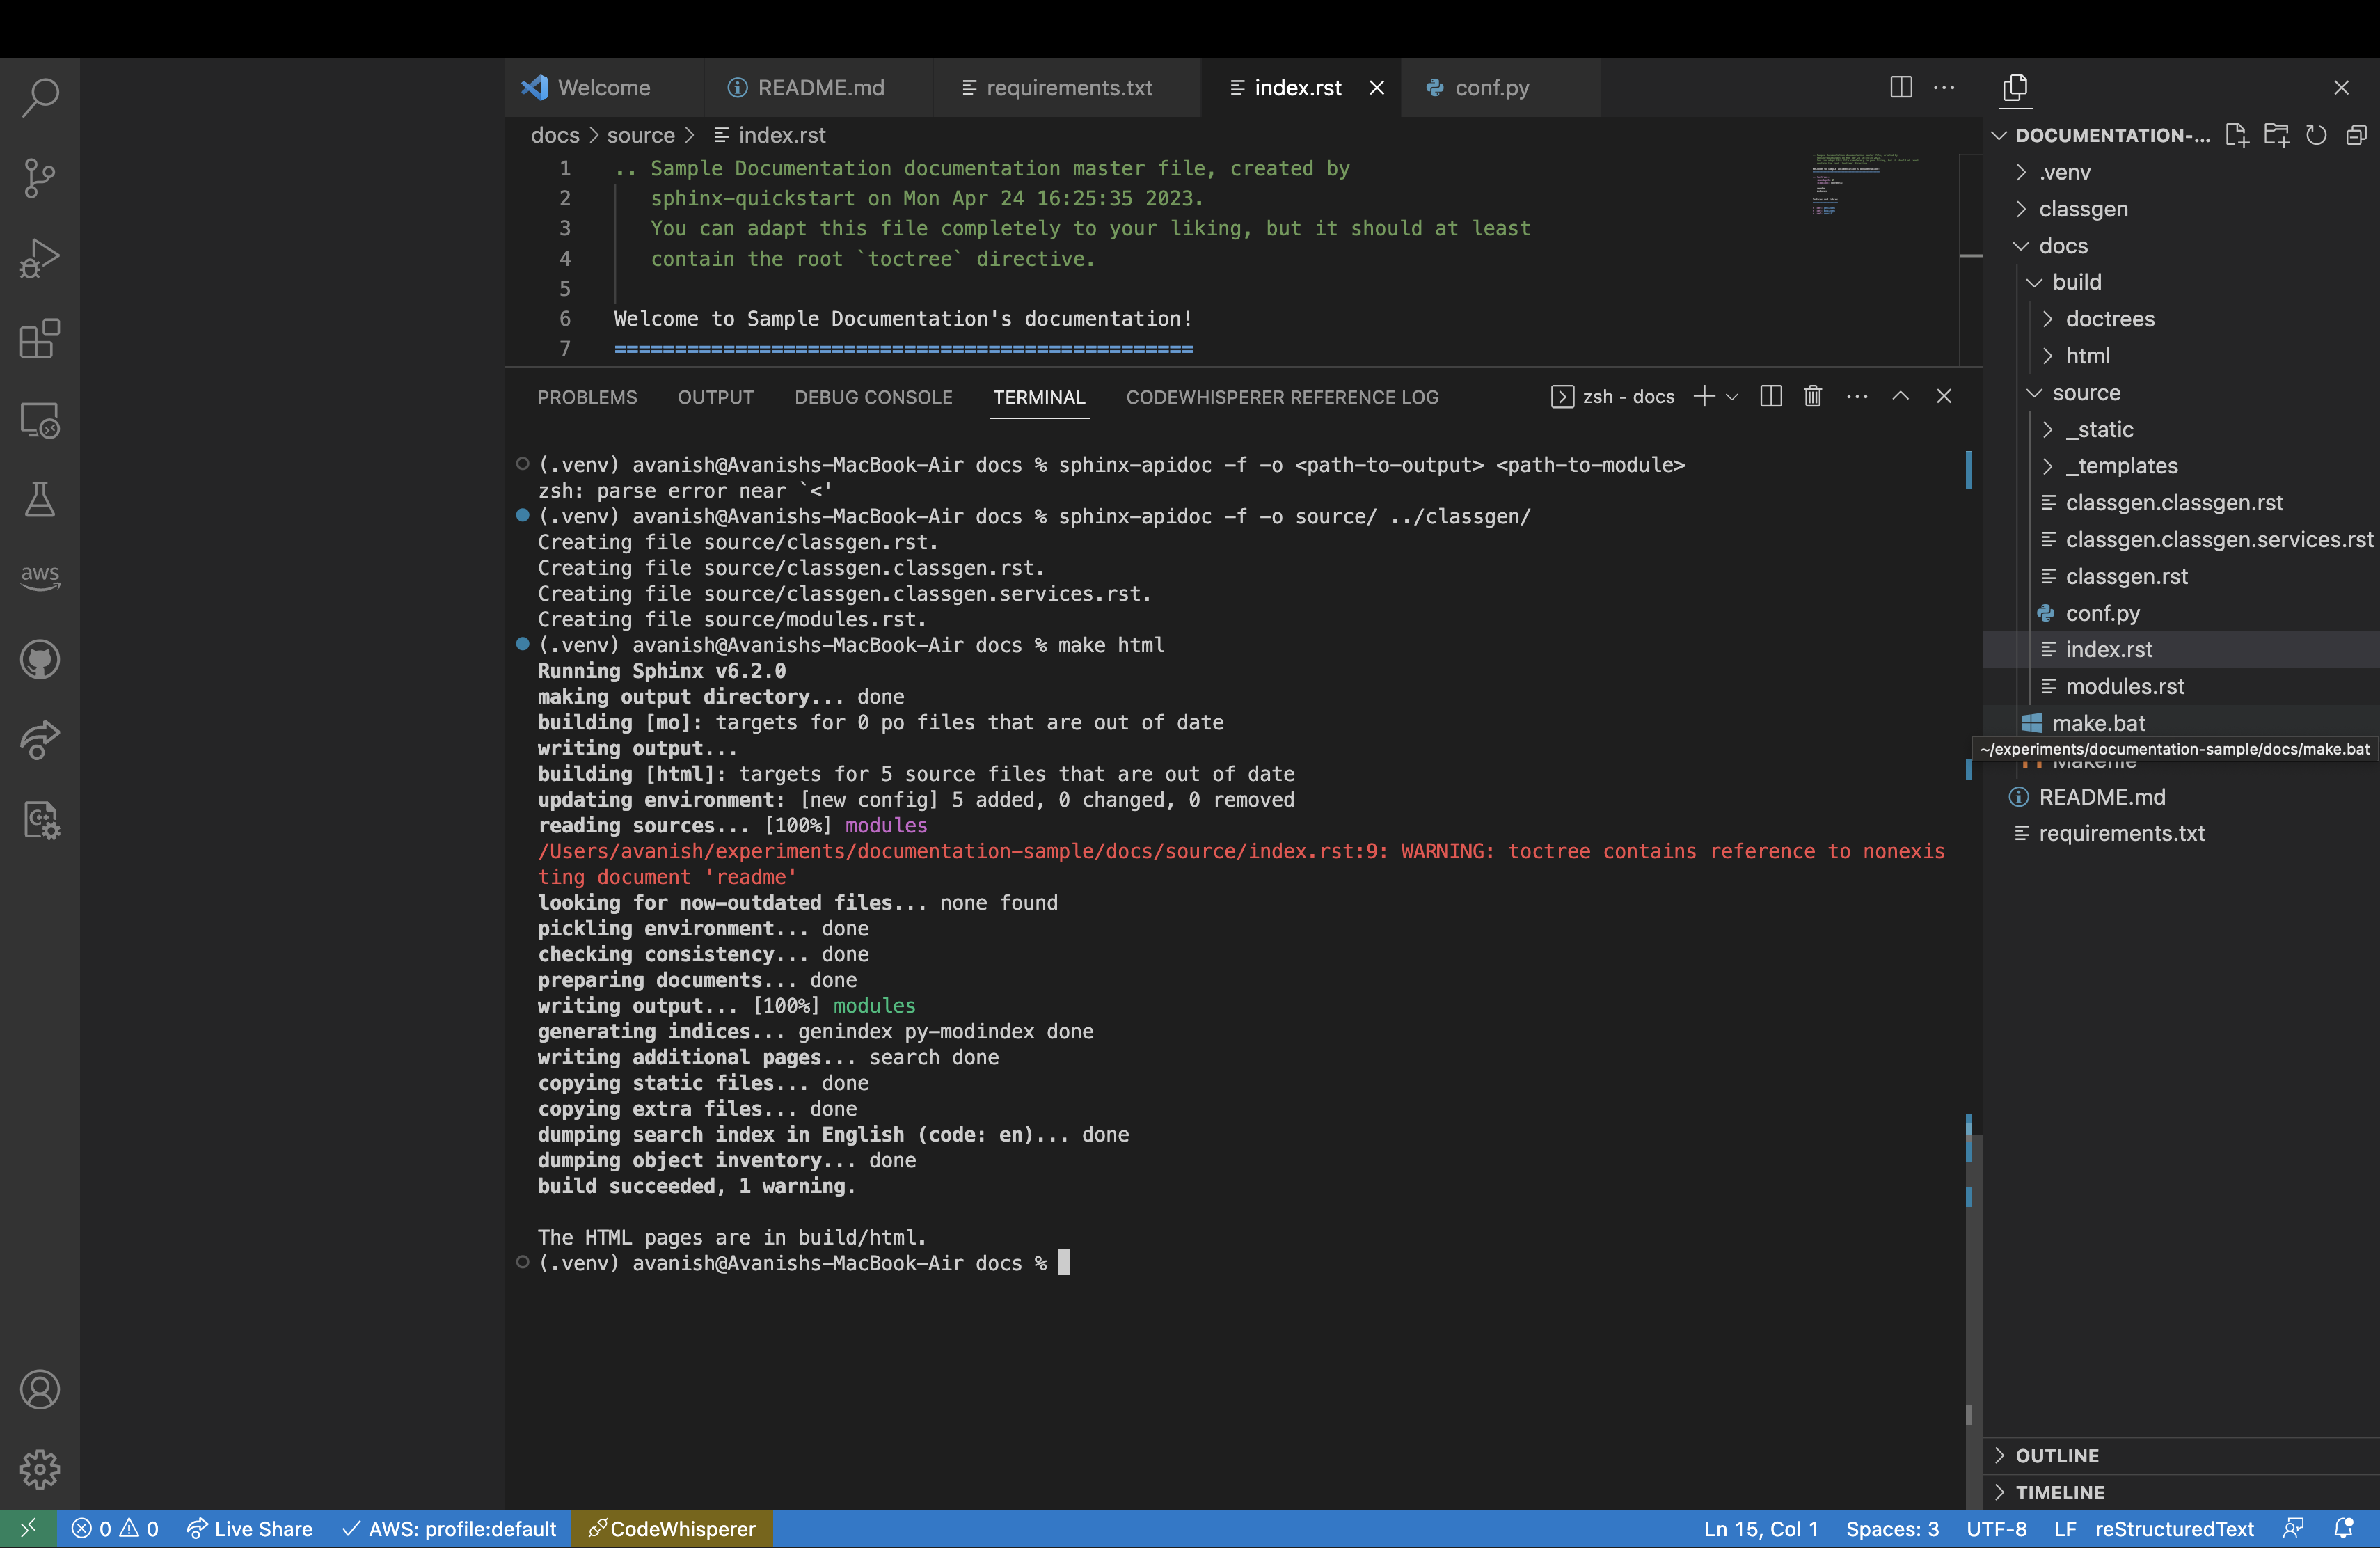 Welcome
README.md
requirements.txt
index.rst
conf.py
docs > source > index.rst
1 .. Sample Documentation documentation master file, created by
2 sphinx-quickstart on Mon Apr 24 16:25:35 2023.
3 You can adapt this file completely to your liking, but it should at least
4 contain the root `toctree` directive.
5
6 Welcome to Sample Documentation's documentation!
7 ================================================
PROBLEMS OUTPUT DEBUG CONSOLE TERMINAL CODEWHISPERER REFERENCE LOG
zsh - docs
(.venv) avanish@Avanishs-MacBook-Air docs % sphinx-apidoc -f -o <path-to-output> <path-to-module>
zsh: parse error near `<'
(.venv) avanish@Avanishs-MacBook-Air docs % sphinx-apidoc -f -o source/ ../classgen/
Creating file source/classgen.rst.
Creating file source/classgen.classgen.rst.
Creating file source/classgen.classgen.services.rst.
Creating file source/modules.rst.
(.venv) avanish@Avanishs-MacBook-Air docs % make html
Running Sphinx v6.2.0
making output directory... done
building [mo]: targets for 0 po files that are out of date
writing output...
building [html]: targets for 5 source files that are out of date
updating environment: [new config] 5 added, 0 changed, 0 removed
reading sources... [100%] modules
/Users/avanish/experiments/documentation-sample/docs/source/index.rst:9: WARNING: toctree contains reference to nonexis
ting document 'readme'
looking for now-outdated files... none found
pickling environment... done
checking consistency... done
preparing documents... done
writing output... [100%] modules
generating indices... genindex py-modindex done
writing additional pages... search done
copying static files... done
copying extra files... done
dumping search index in English (code: en)... done
dumping object inventory... done
build succeeded, 1 warning.
The HTML pages are in build/html.
(.venv) avanish@Avanishs-MacBook-Air docs %
DOCUMENTATION-...
.venv
classgen
docs
build
doctrees
html
source
_static
_templates
classgen.classgen.rst
classgen.classgen.services.rst
classgen.rst
conf.py
index.rst
modules.rst
make.bat
~/experiments/documentation-sample/docs/make.bat
README.md
requirements.txt
OUTLINE
TIMELINE
aws
0 0 Live Share AWS: profile:default CodeWhisperer
Ln 15, Col 1 Spaces: 3 UTF-8 LF reStructuredText